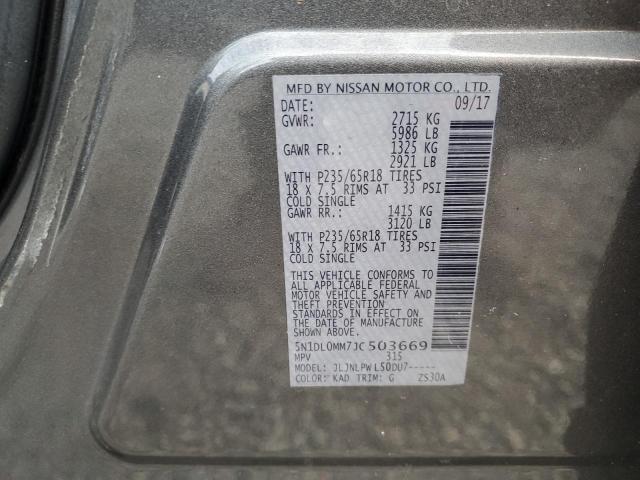 MFD BY NISSAN MOTOR CO., LTD.
DATE: 09/17
GVWR: 2715 KG
5986 LB
GAWR FR.: 1325 KG
2921 LB
WITH P235/65R18 TIRES
18 X 7.5 RIMS AT 33 PSI
COLD SINGLE
GAWR RR.: 1415 KG
3120 LB
WITH P235/65R18 TIRES
18 X 7.5 RIMS AT 33 PSI
COLD SINGLE
THIS VEHICLE CONFORMS TO
ALL APPLICABLE FEDERAL
MOTOR VEHICLE SAFETY AND
THEFT PREVENTION
STANDARDS IN EFFECT ON
THE DATE OF MANUFACTURE
SHOWN ABOVE.
5N1DL0MM7JC503669
MPV 315
MODEL: JLJNLPWL50DU7-----
COLOR: KAD TRIM: G ZS30A